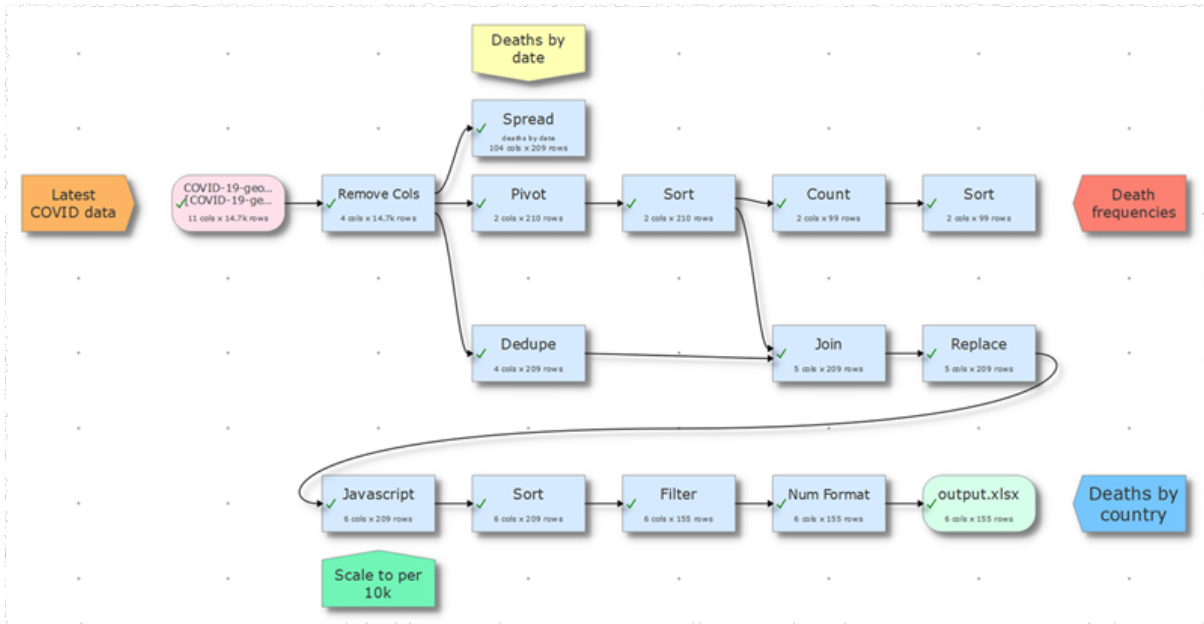 Deaths by
date
Spread
deaths by date
104 cols x 209 rows
Latest
COVID data
COVID-19-geo...
[COVID-19-ge...
11 cols x 14.7k rows
Remove Cols
4 cols x 14.7k rows
Pivot
2 cols x 210 rows
Sort
2 cols x 210 rows
Count
2 cols x 99 rows
Sort
2 cols x 99 rows
Death
frequencies
Dedupe
4 cols x 209 rows
Join
5 cols x 209 rows
Replace
5 cols x 209 rows
Javascript
6 cols x 209 rows
Sort
6 cols x 209 rows
Filter
6 cols x 155 rows
Num Format
6 cols x 155 rows
output.xlsx
6 cols x 155 rows
Deaths by
country
Scale to per
10k